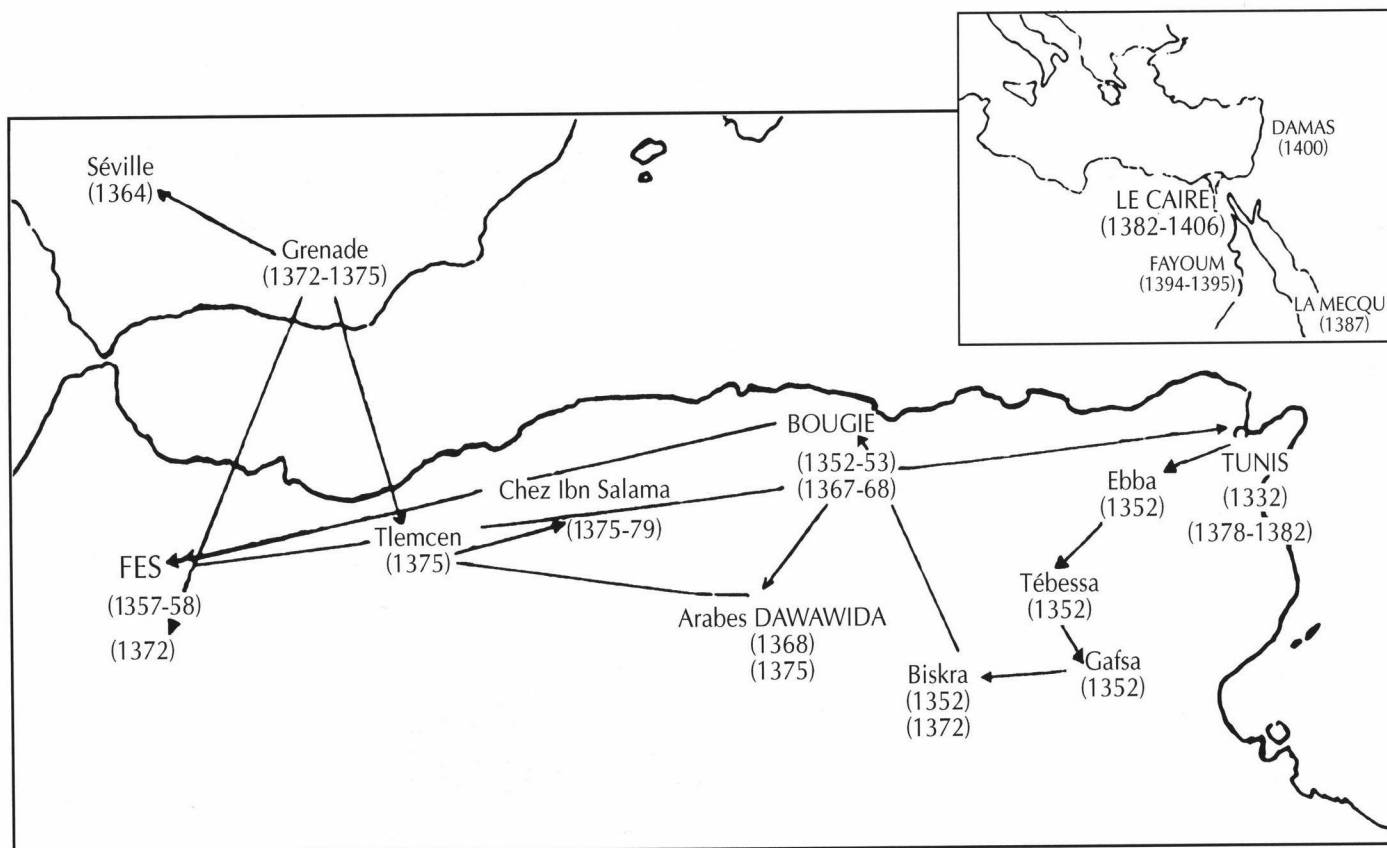 Séville
(1364)
Grenade
(1372-1375)
DAMAS
(1400)
LE CAIRE
(1382-1406)
FAYOUM
(1394-1395)
LA MECQU
(1387)
BOUGIE
(1352-53)
(1367-68)
Chez Ibn Salama
(1375-79)
Tlemcen
(1375)
FES
(1357-58)
(1372)
Arabes DAWAWIDA
(1368)
(1375)
TUNIS
(1332)
(1378-1382)
Ebba
(1352)
Tébessa
(1352)
Gafsa
(1352)
Biskra
(1352)
(1372)